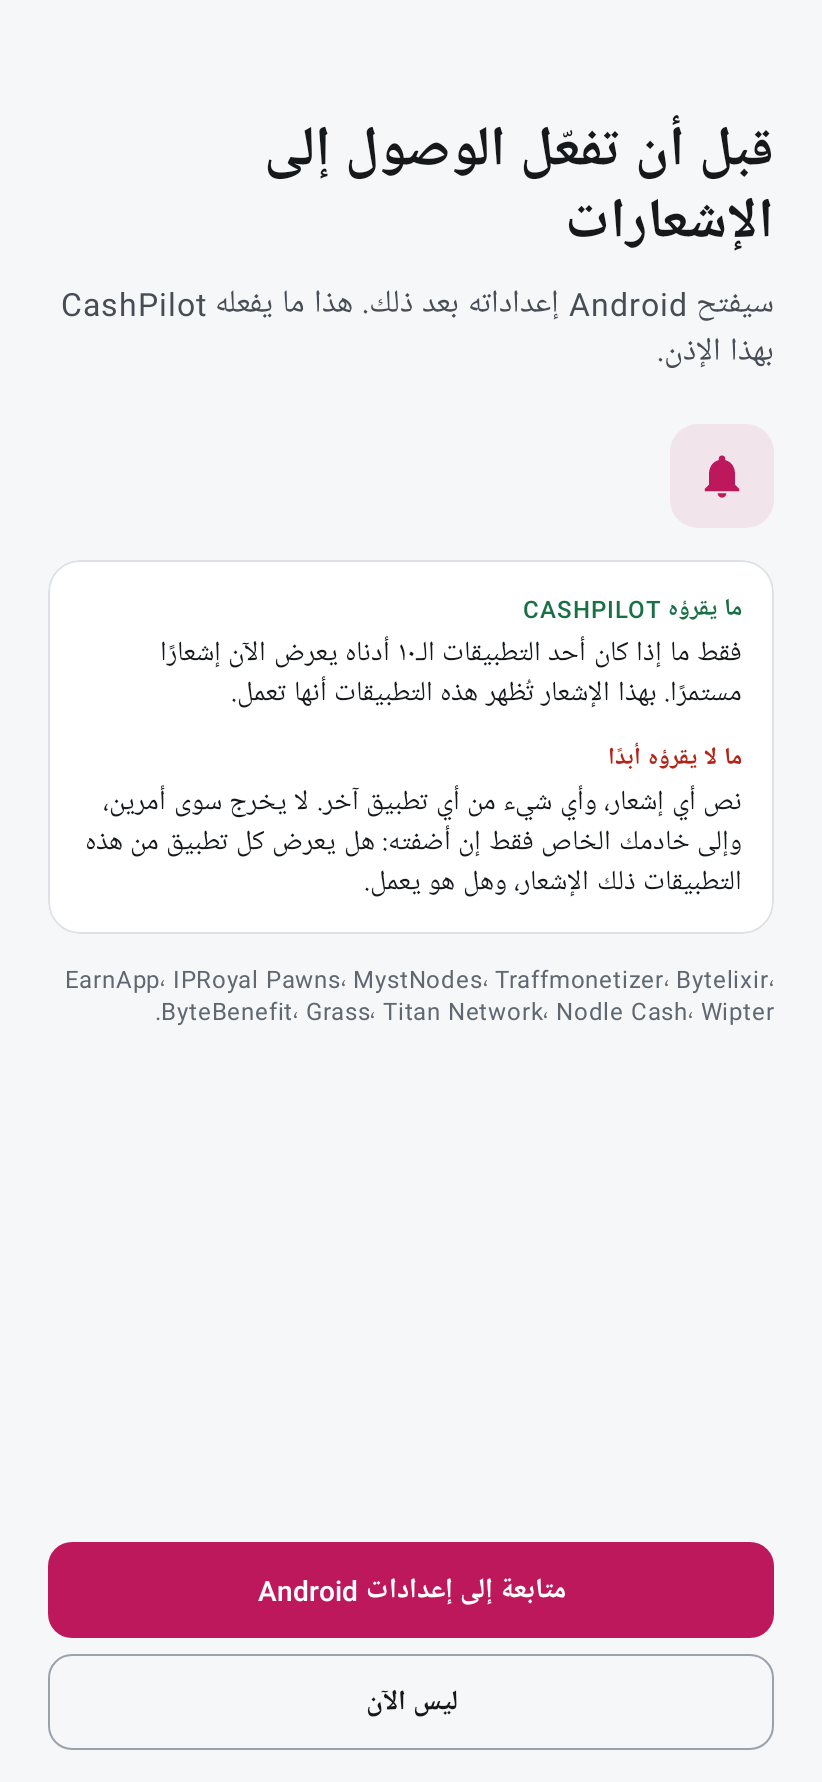 قبل أن تفعّل الوصول إلى
الإشعارات
سيفتح Android إعداداته بعد ذلك. هذا ما يفعله CashPilot
بهذا الإذن.
ما يقرؤه CASHPILOT
فقط ما إذا كان أحد التطبيقات الـ١٠ أدناه يعرض الآن إشعارًا
مستمرًا. بهذا الإشعار تُظهر هذه التطبيقات أنها تعمل.
ما لا يقرؤه أبدًا
نص أي إشعار، وأي شيء من أي تطبيق آخر. لا يخرج سوى أمرين،
وإلى خادمك الخاص فقط إن أضفته: هل يعرض كل تطبيق من هذه
التطبيقات ذلك الإشعار، وهل هو يعمل.
EarnApp، IPRoyal Pawns، MystNodes، Traffmonetizer، Bytelixir،
ByteBenefit، Grass، Titan Network، Nodle Cash، Wipter.
متابعة إلى إعدادات Android
ليس الآن